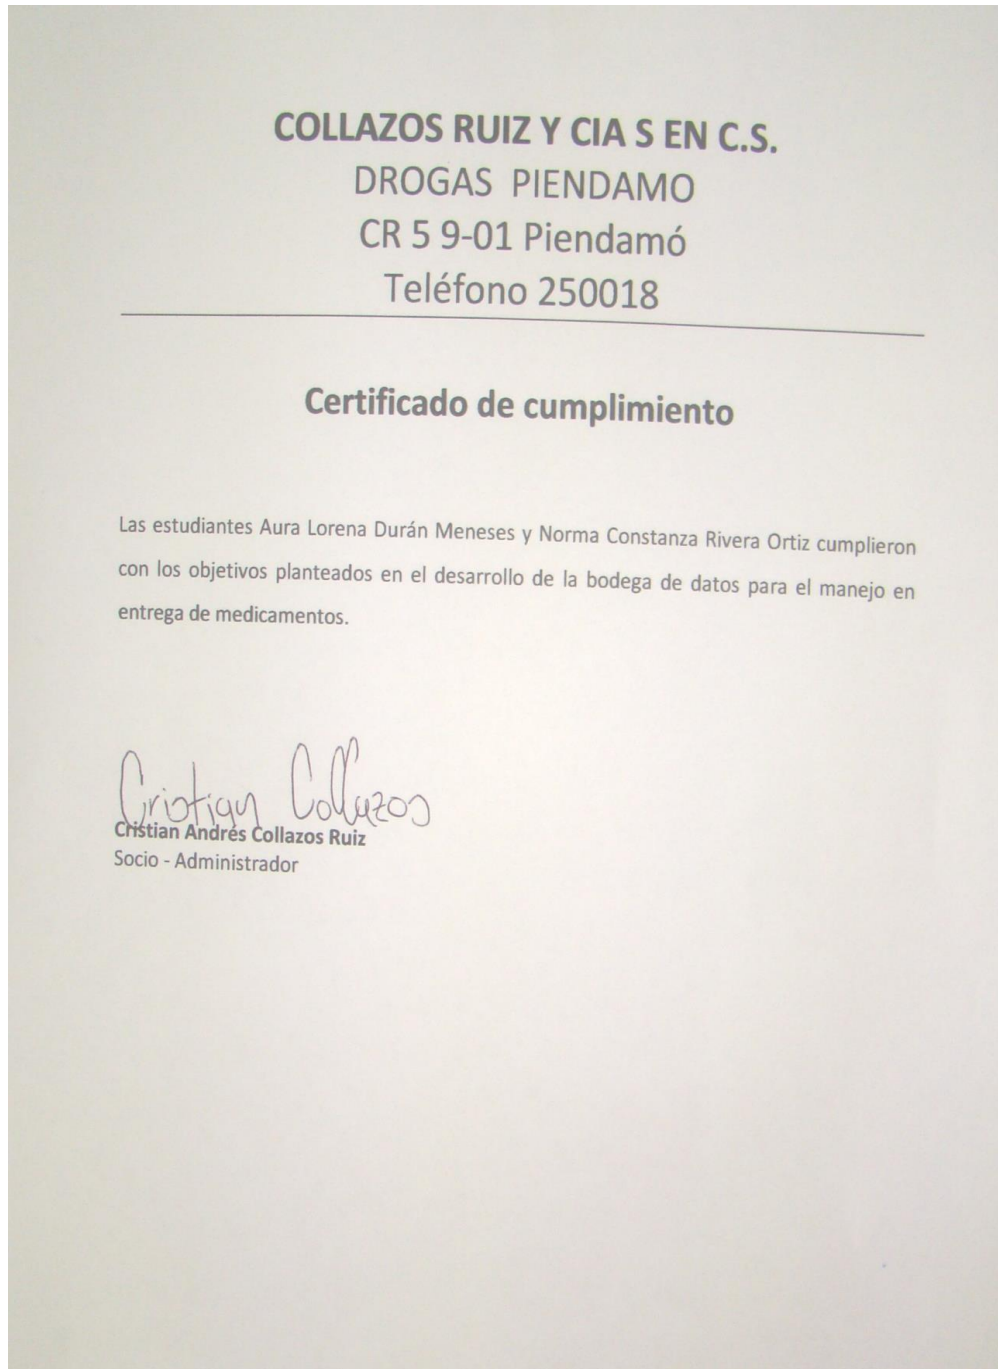 COLLAZOS RUIZ Y CIA S EN C.S.
DROGAS PIENDAMO
CR 5 9-01 Piendamó
Teléfono 250018
Certificado de cumplimiento
Las estudiantes Aura Lorena Durán Meneses y Norma Constanza Rivera Ortiz cumplieron
con los objetivos planteados en el desarrollo de la bodega de datos para el manejo en
entrega de medicamentos.
Cristian Collazos
Cristian Andrés Collazos Ruiz
Socio - Administrador